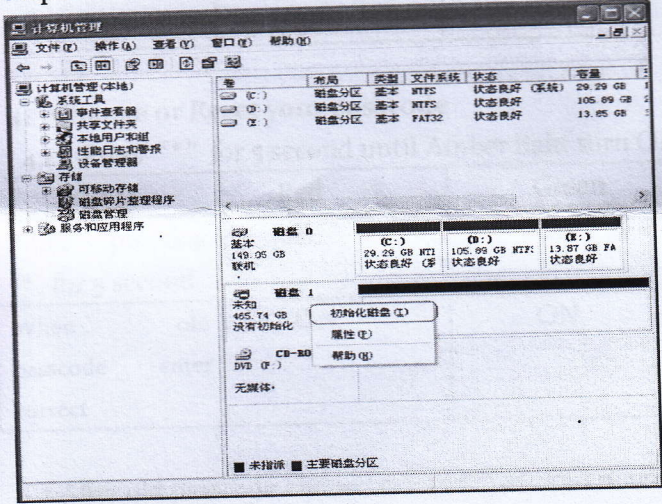 计算机管理
文件(F) 操作(A) 查看(V) 窗口(W) 帮助(H)
计算机管理(本地)
系统工具
事件查看器
共享文件夹
本地用户和组
性能日志和警报
设备管理器
存储
可移动存储
磁盘碎片整理程序
磁盘管理
服务和应用程序
卷 布局 类型 文件系统 状态 容量
(C:) 磁盘分区 基本 NTFS 状态良好 (系统) 29.29 GB
(D:) 磁盘分区 基本 NTFS 状态良好 105.89 GB
(E:) 磁盘分区 基本 FAT32 状态良好 13.85 GB
磁盘 0
基本
149.05 GB
联机
(C:)
29.29 GB NTI
状态良好 (系
(D:)
105.89 GB NTF:
状态良好
(E:)
13.87 GB FA
状态良好
磁盘 1
未知
465.74 GB
没有初始化
初始化磁盘(I)
属性(P)
帮助(H)
CD-RO
DVD (F:)
无媒体
未指派 主要磁盘分区